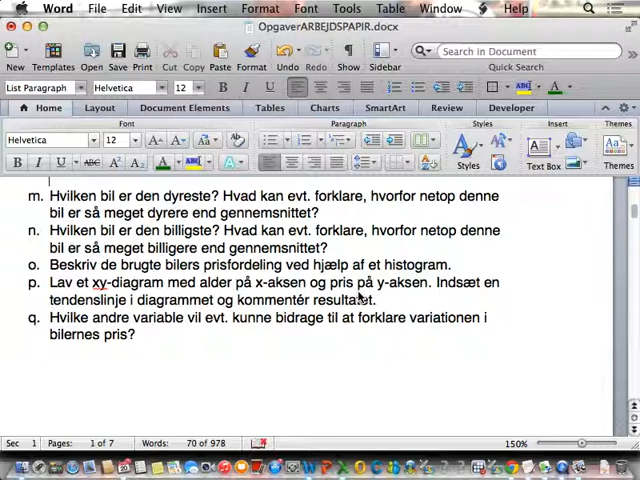 Word File Edit View Insert Format Font Tools Table Window Help
OpgaverARBEJDSPAPIR.docx
Search in Document
New Templates Open Save Print Undo Redo Copy Cut Paste Format Show Sidebar Quick Search
List Paragraph Helvetica 12 B I U
Home Layout Document Elements Tables Charts SmartArt Review Developer
Font Paragraph Styles Insert Themes
Helvetica 12 A A Aa
B I U ABC A A Styles Text Box Themes
m. Hvilken bil er den dyreste? Hvad kan evt. forklare, hvorfor netop denne
bil er så meget dyrere end gennemsnittet?
n. Hvilken bil er den billigste? Hvad kan evt. forklare, hvorfor netop denne
bil er så meget billigere end gennemsnittet?
o. Beskriv de brugte bilers prisfordeling ved hjælp af et histogram.
p. Lav et xy-diagram med alder på x-aksen og pris på y-aksen. Indsæt en
tendenslinje i diagrammet og kommentér resultatet.
q. Hvilke andre variable vil evt. kunne bidrage til at forklare variationen i
bilernes pris?
Sec 1 Pages: 1 of 7 Words: 70 of 978 150%